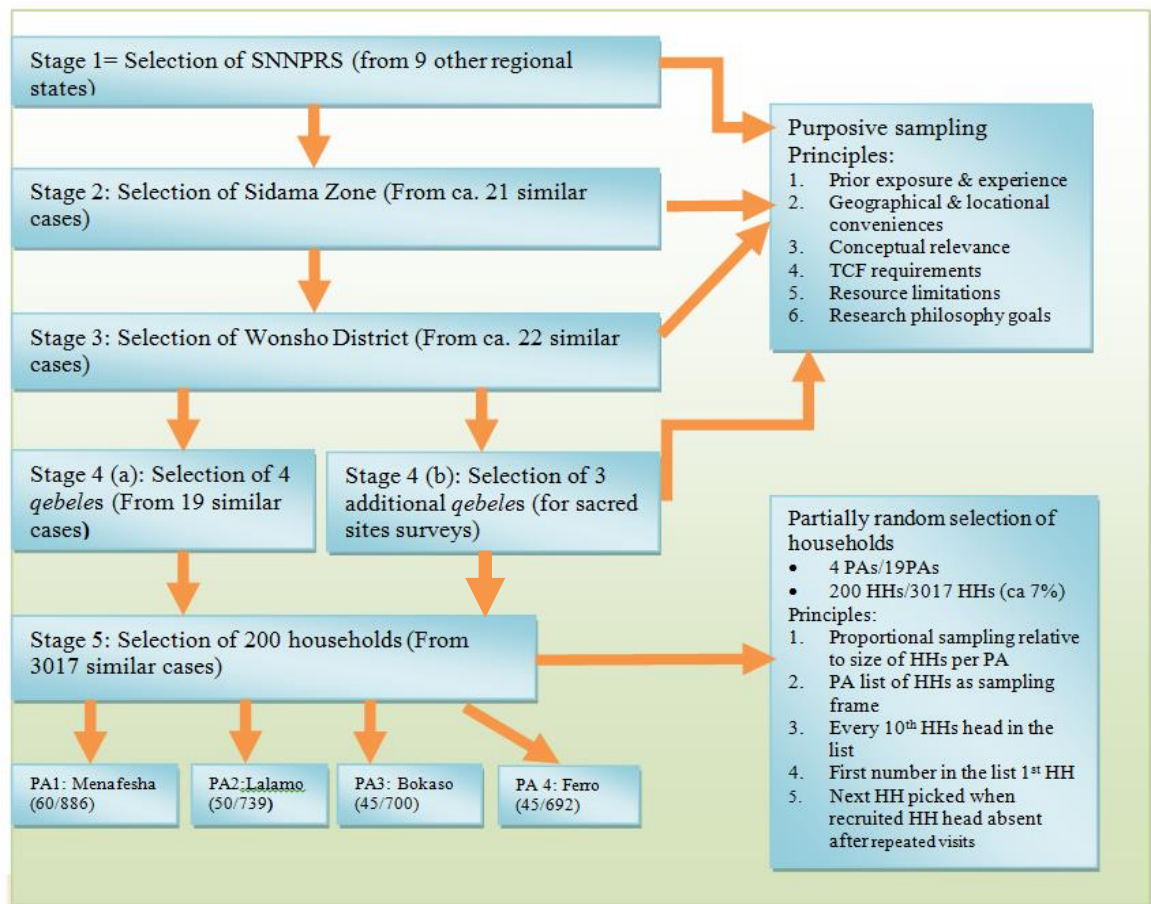 Stage 1= Selection of SNNPRS (from 9 other regional
states)
Stage 2: Selection of Sidama Zone (From ca. 21 similar
cases)
Stage 3: Selection of Wonsho District (From ca. 22 similar
cases)
Stage 4 (a): Selection of 4
qebeles (From 19 similar
cases)
Stage 4 (b): Selection of 3
additional qebeles (for sacred
sites surveys)
Stage 5: Selection of 200 households (From
3017 similar cases)
PA1: Menafesha
(60/886)
PA2:Lalamo
(50/739)
PA3: Bokaso
(45/700)
PA 4: Ferro
(45/692)
Purposive sampling
Principles:
1. Prior exposure & experience
2. Geographical & locational
conveniences
3. Conceptual relevance
4. TCF requirements
5. Resource limitations
6. Research philosophy goals
Partially random selection of
households
• 4 PAs/19PAs
• 200 HHs/3017 HHs (ca 7%)
Principles:
1. Proportional sampling relative
to size of HHs per PA
2. PA list of HHs as sampling
frame
3. Every 10th HHs head in the
list
4. First number in the list 1st HH
5. Next HH picked when
recruited HH head absent
after repeated visits